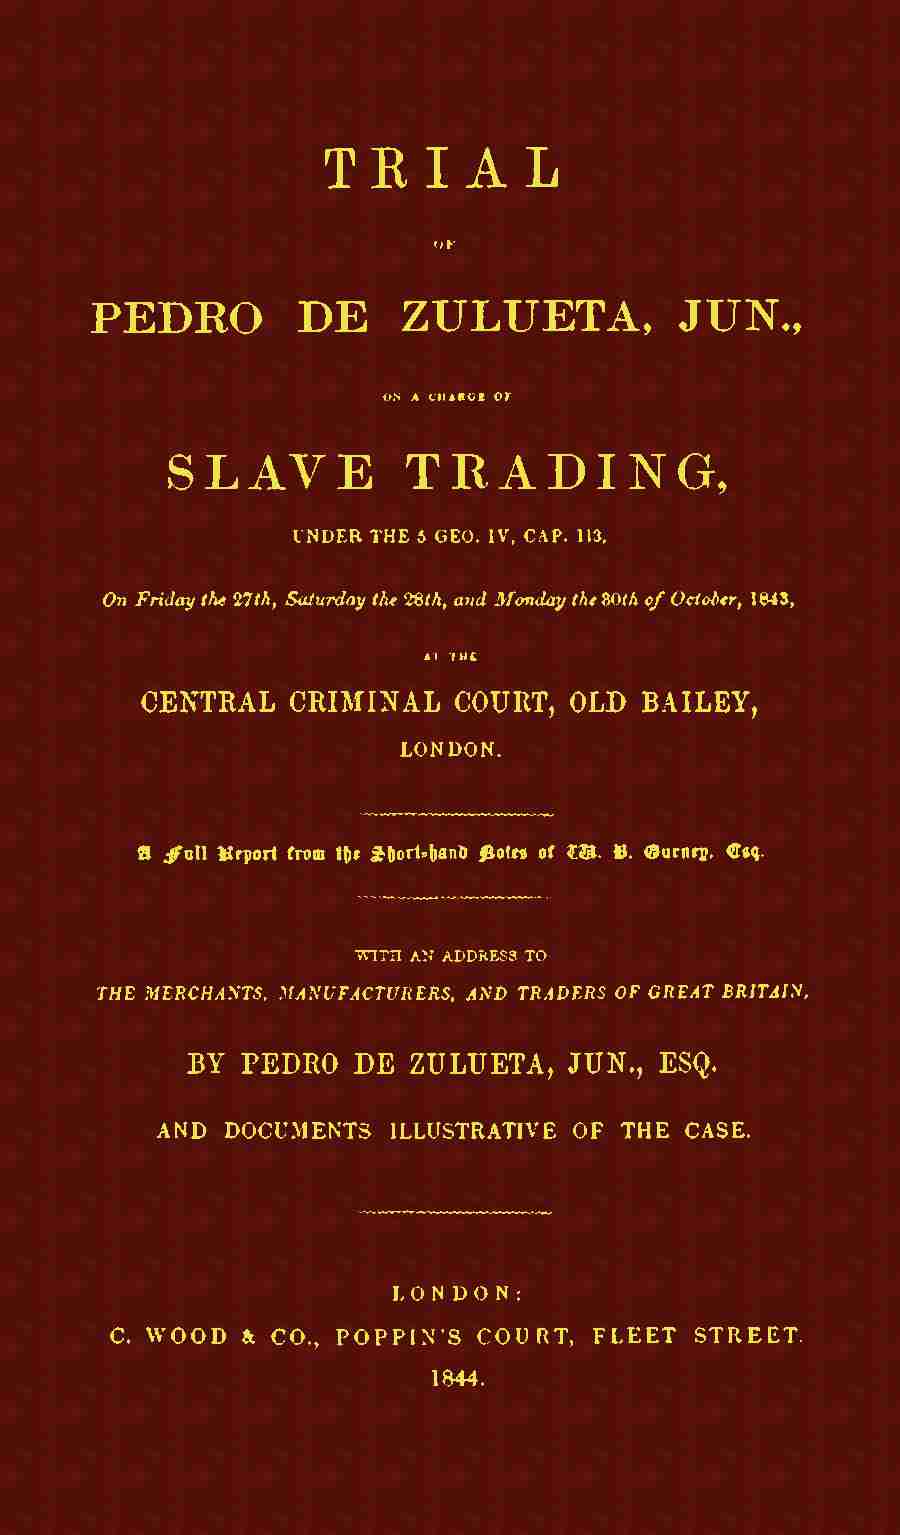 TRIAL
OF
PEDRO DE ZULUETA, JUN.,
ON A CHARGE OF
SLAVE TRADING,
UNDER THE 5 GEO. IV, CAP. 113,
On Friday the 27th, Saturday the 28th, and Monday the 30th of October, 1843,
AT THE
CENTRAL CRIMINAL COURT, OLD BAILEY,
LONDON.
A Full Report from the Short-hand Notes of W. B. Gurney, Esq.
WITH AN ADDRESS TO
THE MERCHANTS, MANUFACTURERS, AND TRADERS OF GREAT BRITAIN,
BY PEDRO DE ZULUETA, JUN., ESQ.
AND DOCUMENTS ILLUSTRATIVE OF THE CASE.
LONDON:
C. WOOD & CO., POPPIN'S COURT, FLEET STREET.
1844.